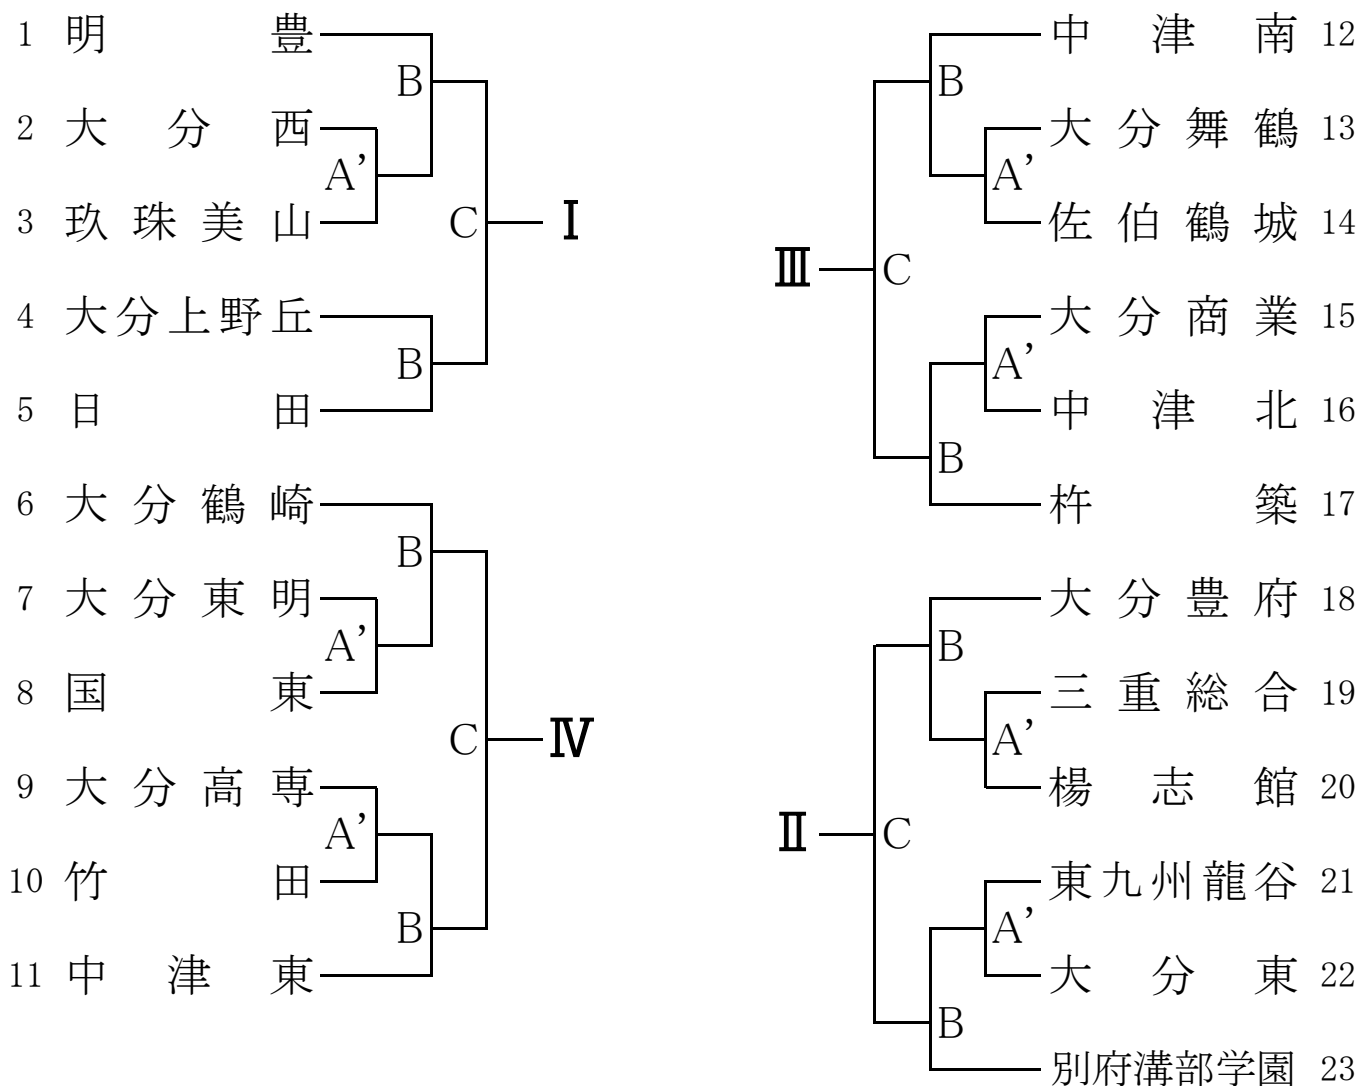 1 明豊
B
2 大分西
A’
3 玖珠美山
C Ⅰ
4 大分上野丘
B
5 日田
6 大分鶴崎
B
7 大分東明
A’
8 国東
C Ⅳ
9 大分高専
A’
10 竹田
B
11 中津東
中津南 12
B
大分舞鶴 13
A’
佐伯鶴城 14
Ⅲ C
大分商業 15
A’
中津北 16
B
杵築 17
大分豊府 18
B
三重総合 19
A’
楊志館 20
Ⅱ C
東九州龍谷 21
A’
大分東 22
B
別府溝部学園 23